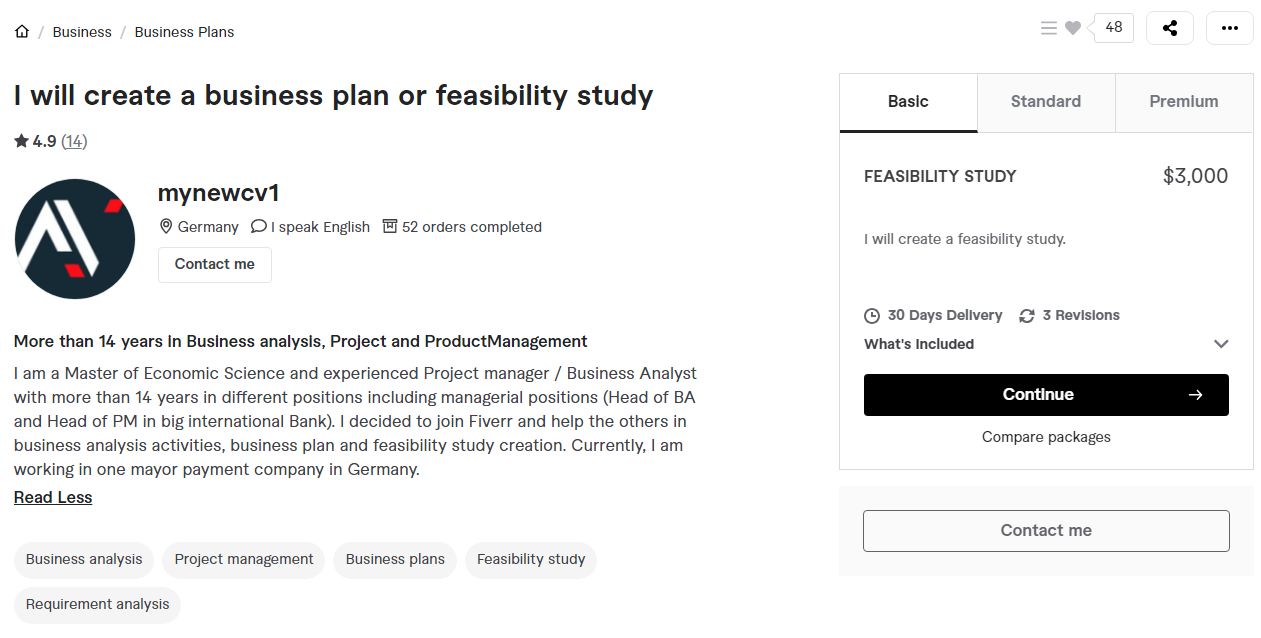 / Business / Business Plans
48
I will create a business plan or feasibility study
4.9 (14)
mynewcv1
Germany I speak English 52 orders completed
Contact me
More than 14 years in Business analysis, Project and ProductManagement
I am a Master of Economic Science and experienced Project manager / Business Analyst
with more than 14 years in different positions including managerial positions (Head of BA
and Head of PM in big international Bank). I decided to join Fiverr and help the others in
business analysis activities, business plan and feasibility study creation. Currently, I am
working in one mayor payment company in Germany.
Read Less
Business analysis Project management Business plans Feasibility study
Requirement analysis
Basic Standard Premium
FEASIBILITY STUDY $3,000
I will create a feasibility study.
30 Days Delivery 3 Revisions
What's Included
Continue
Compare packages
Contact me